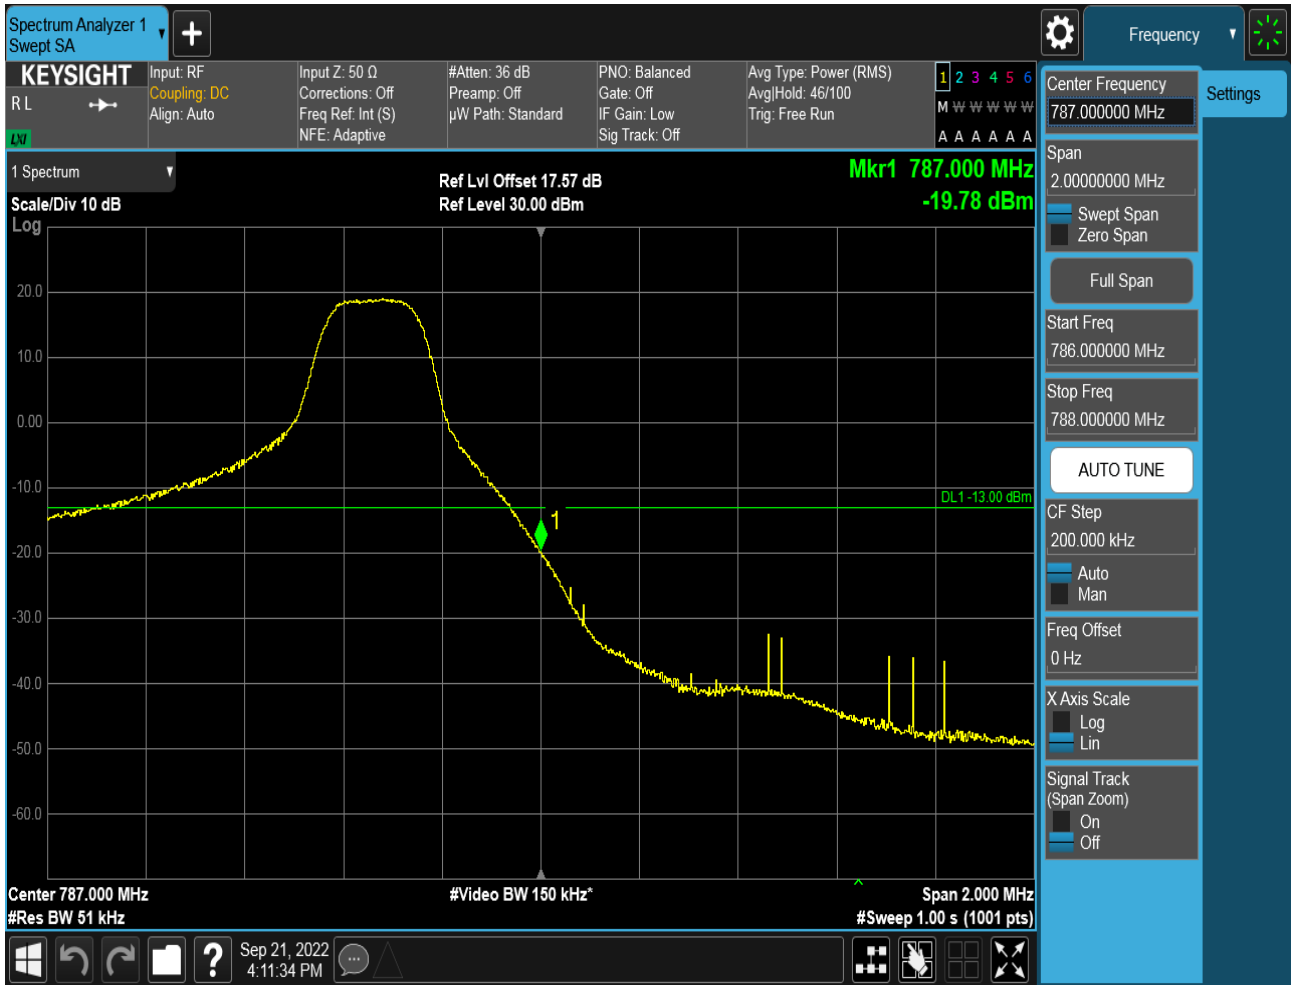 Spectrum Analyzer 1
Swept SA
Frequency
KEYSIGHT
R L
LXI
Input: RF
Coupling: DC
Align: Auto
Input Z: 50 Ω
Corrections: Off
Freq Ref: Int (S)
NFE: Adaptive
#Atten: 36 dB
Preamp: Off
µW Path: Standard
PNO: Balanced
Gate: Off
IF Gain: Low
Sig Track: Off
Avg Type: Power (RMS)
Avg|Hold: 46/100
Trig: Free Run
1 2 3 4 5 6
M W W W W W
A A A A A A
1 Spectrum
Scale/Div 10 dB
Log
Ref Lvl Offset 17.57 dB
Ref Level 30.00 dBm
Mkr1 787.000 MHz
-19.78 dBm
20.0
10.0
0.00
-10.0
DL1 -13.00 dBm
1
-20.0
-30.0
-40.0
-50.0
-60.0
Center 787.000 MHz
#Video BW 150 kHz*
Span 2.000 MHz
#Res BW 51 kHz
#Sweep 1.00 s (1001 pts)
Sep 21, 2022
4:11:34 PM
Center Frequency
787.000000 MHz
Settings
Span
2.00000000 MHz
Swept Span
Zero Span
Full Span
Start Freq
786.000000 MHz
Stop Freq
788.000000 MHz
AUTO TUNE
CF Step
200.000 kHz
Auto
Man
Freq Offset
0 Hz
X Axis Scale
Log
Lin
Signal Track
(Span Zoom)
On
Off